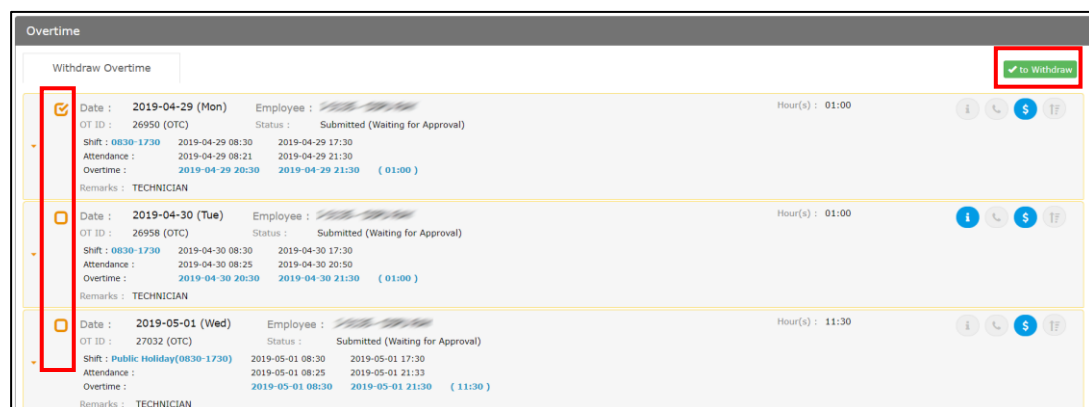 Overtime
Withdraw Overtime
to Withdraw
Date : 2019-04-29 (Mon) Employee : Hour(s) : 01:00
OT ID : 26950 (OTC) Status : Submitted (Waiting for Approval)
Shift : 0830-1730 2019-04-29 08:30 2019-04-29 17:30
Attendance : 2019-04-29 08:21 2019-04-29 21:30
Overtime : 2019-04-29 20:30 2019-04-29 21:30 ( 01:00 )
Remarks : TECHNICIAN
Date : 2019-04-30 (Tue) Employee : Hour(s) : 01:00
OT ID : 26958 (OTC) Status : Submitted (Waiting for Approval)
Shift : 0830-1730 2019-04-30 08:30 2019-04-30 17:30
Attendance : 2019-04-30 08:25 2019-04-30 20:50
Overtime : 2019-04-30 20:30 2019-04-30 21:30 ( 01:00 )
Remarks : TECHNICIAN
Date : 2019-05-01 (Wed) Employee : Hour(s) : 11:30
OT ID : 27032 (OTC) Status : Submitted (Waiting for Approval)
Shift : Public Holiday(0830-1730) 2019-05-01 08:30 2019-05-01 17:30
Attendance : 2019-05-01 08:25 2019-05-01 21:33
Overtime : 2019-05-01 08:30 2019-05-01 21:30 ( 11:30 )
Remarks : TECHNICIAN